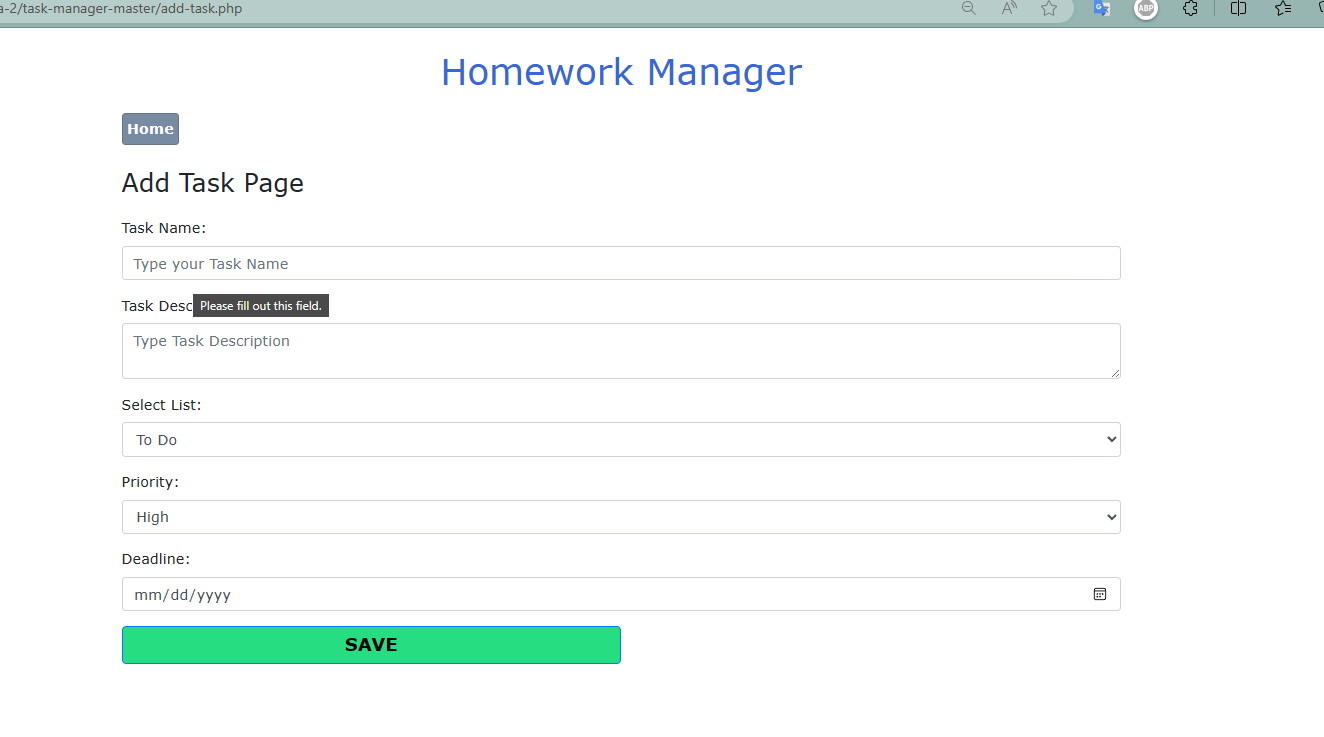 a-2/task-manager-master/add-task.php
Homework Manager
Home
Add Task Page
Task Name:
Type your Task Name
Task Desc
Please fill out this field.
Type Task Description
Select List:
To Do
Priority:
High
Deadline:
mm/dd/yyyy
SAVE
ABP